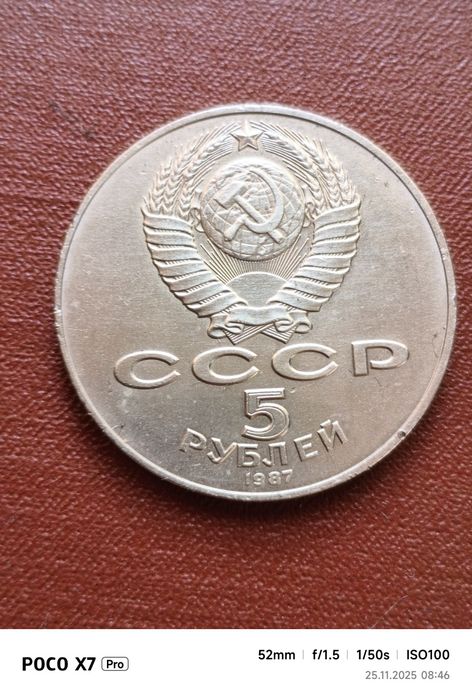 СССР
5
РУБЛЕЙ
1987
POCO X7 Pro
52mm | f/1.5 | 1/50s | ISO100
25.11.2025 08:46